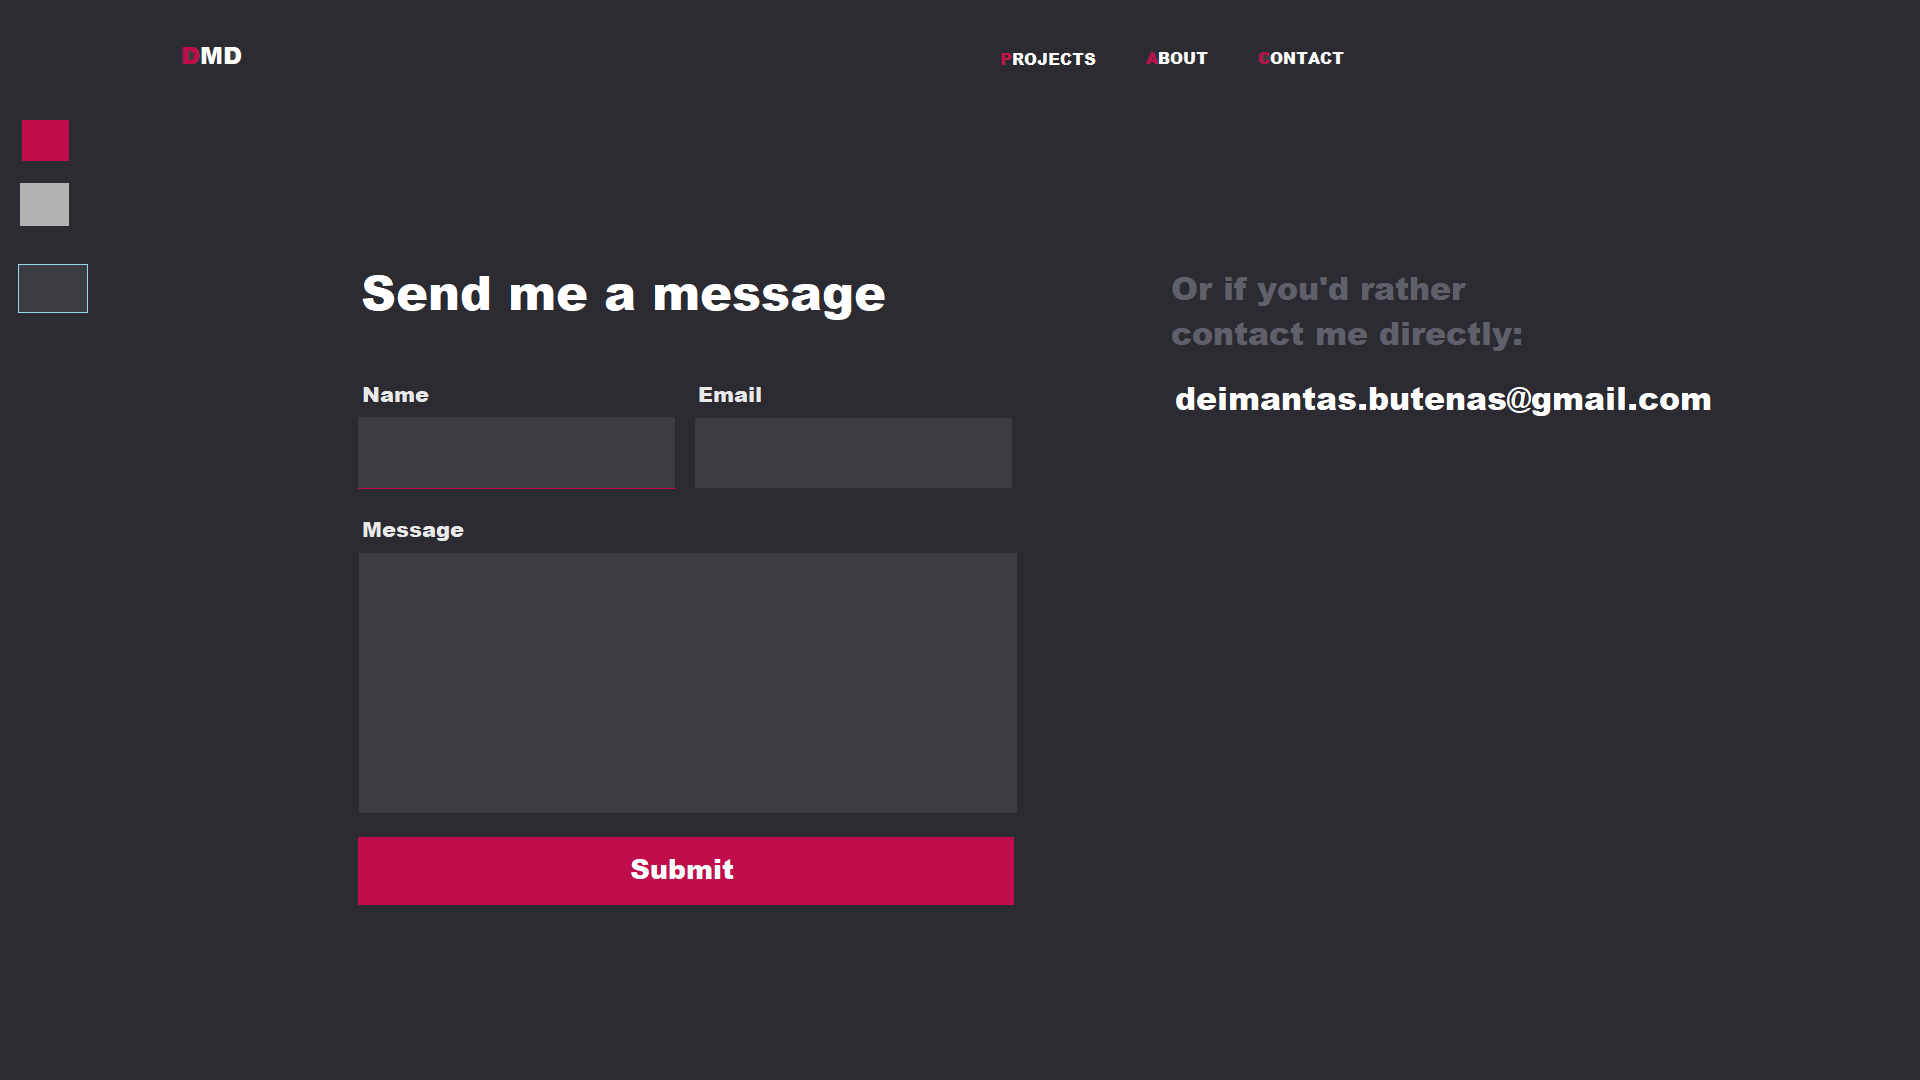 DMD
PROJECTS
ABOUT
CONTACT
Send me a message
Name
Email
Message
Submit
Or if you'd rather
contact me directly:
deimantas.butenas@gmail.com